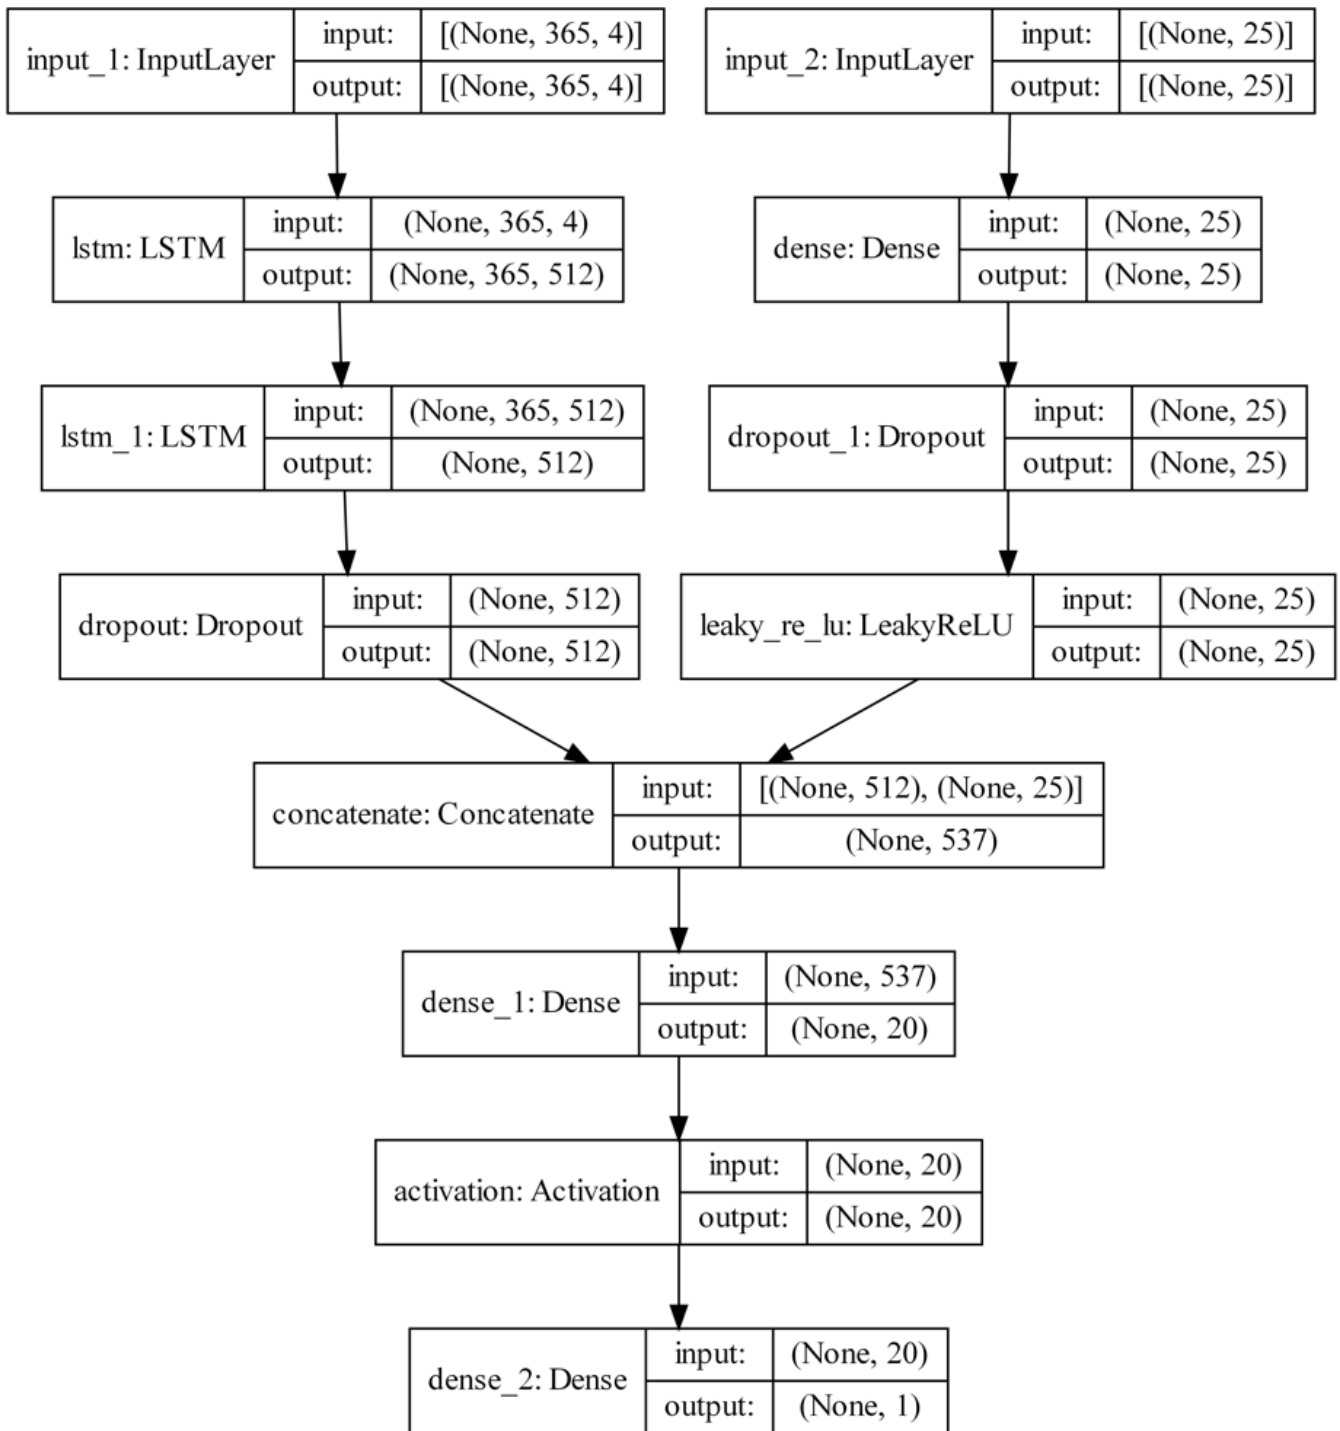 input_1: InputLayer
input: [(None, 365, 4)]
output: [(None, 365, 4)]
input_2: InputLayer
input: [(None, 25)]
output: [(None, 25)]
lstm: LSTM
input: (None, 365, 4)
output: (None, 365, 512)
dense: Dense
input: (None, 25)
output: (None, 25)
lstm_1: LSTM
input: (None, 365, 512)
output: (None, 512)
dropout_1: Dropout
input: (None, 25)
output: (None, 25)
dropout: Dropout
input: (None, 512)
output: (None, 512)
leaky_re_lu: LeakyReLU
input: (None, 25)
output: (None, 25)
concatenate: Concatenate
input: [(None, 512), (None, 25)]
output: (None, 537)
dense_1: Dense
input: (None, 537)
output: (None, 20)
activation: Activation
input: (None, 20)
output: (None, 20)
dense_2: Dense
input: (None, 20)
output: (None, 1)